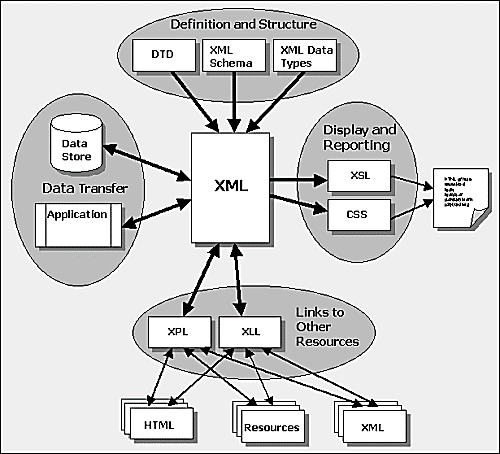 Definition and Structure
DTD
XML
Schema
XML Data
Types
Data
Store
Data Transfer
Application
XML
Display and
Reporting
XSL
CSS
Links to
Other
Resources
XPL
XLL
HTML
Resources
XML